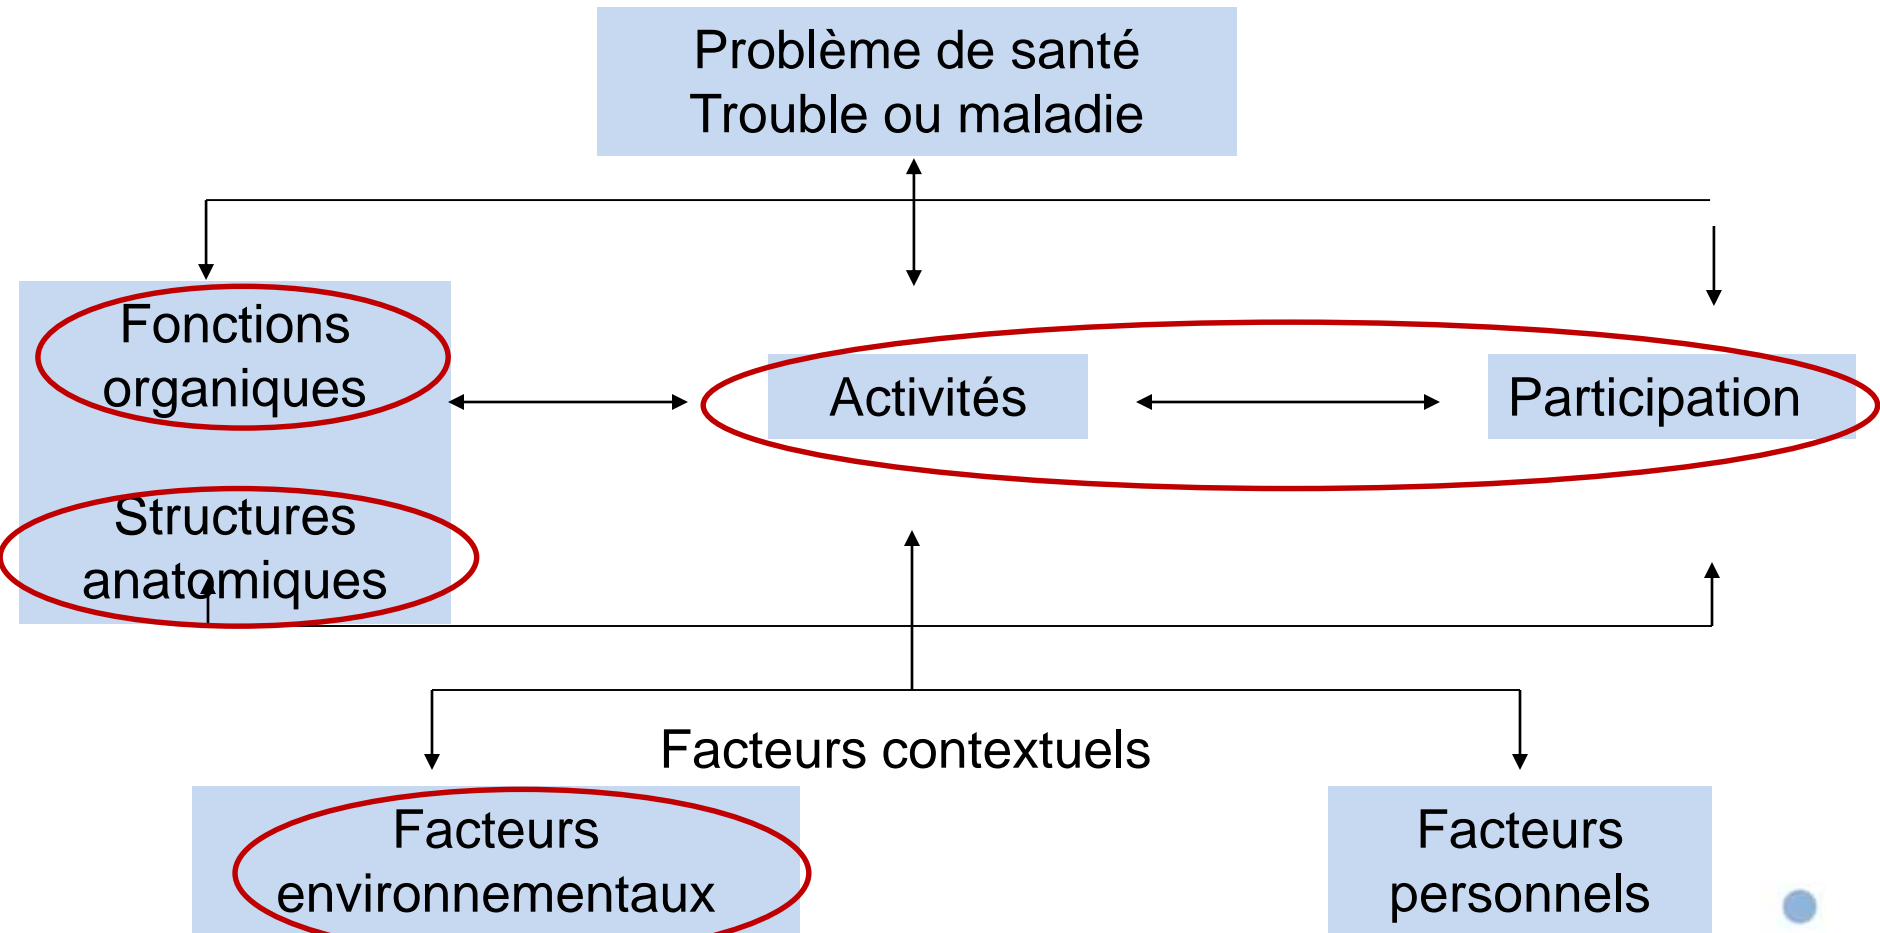 Problème de santé
Trouble ou maladie
Fonctions
organiques
Structures
anatomiques
Activités
Participation
Facteurs contextuels
Facteurs
environnementaux
Facteurs
personnels